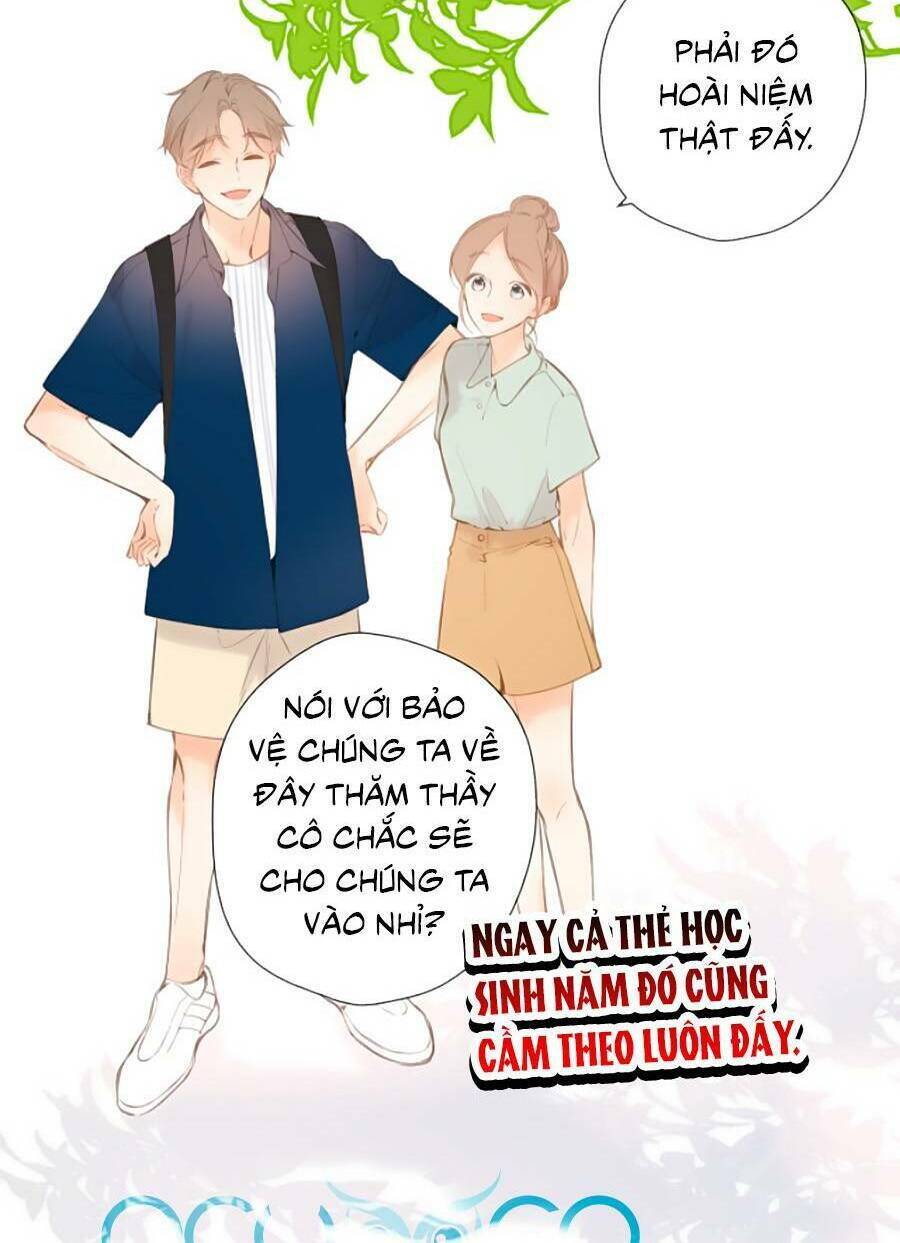 PHẢI ĐÓ
HOÀI NIỆM
THẬT ĐẤY.
NÓI VỚI BẢO
VỆ CHÚNG TA VỀ
ĐÂY THĂM THẦY
CÔ CHẮC SẼ
CHO CHÚNG TA
VÀO NHỈ?
NGAY CẢ THẺ HỌC
SINH NĂM ĐÓ CŨNG
CẦM THEO LUÔN ĐẤY.